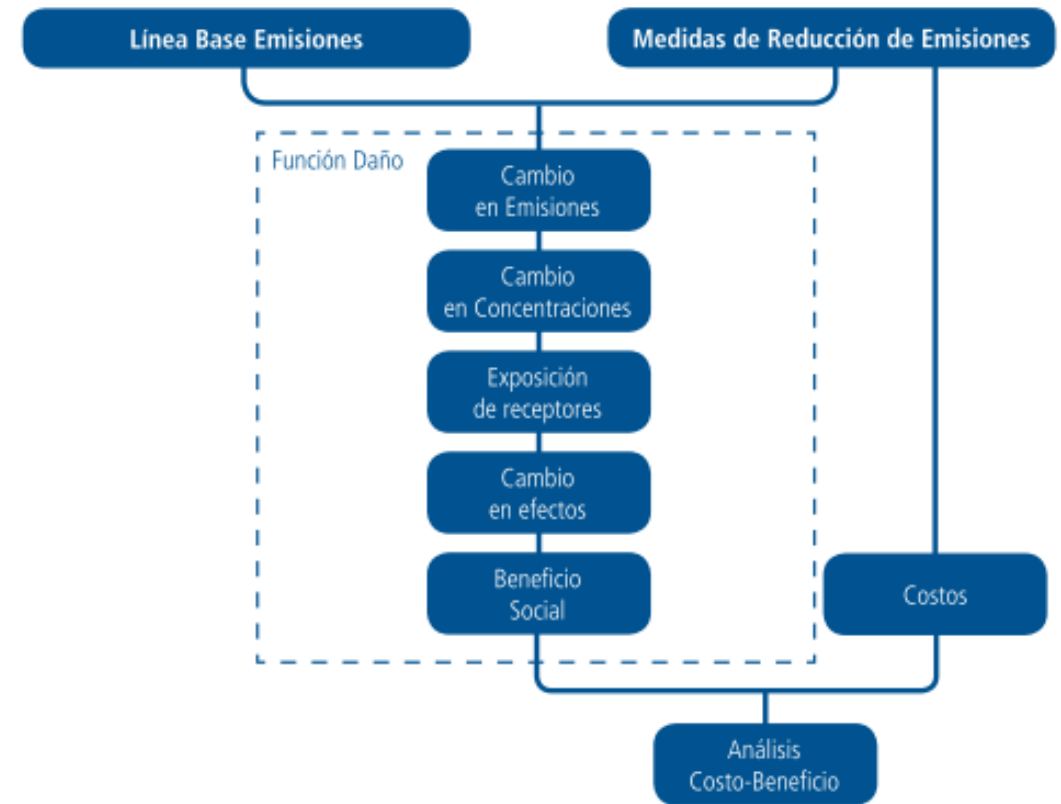 Línea Base Emisiones
Medidas de Reducción de Emisiones
Función Daño
Cambio
en Emisiones
Cambio
en Concentraciones
Exposición
de receptores
Cambio
en efectos
Beneficio
Social
Costos
Análisis
Costo-Beneficio